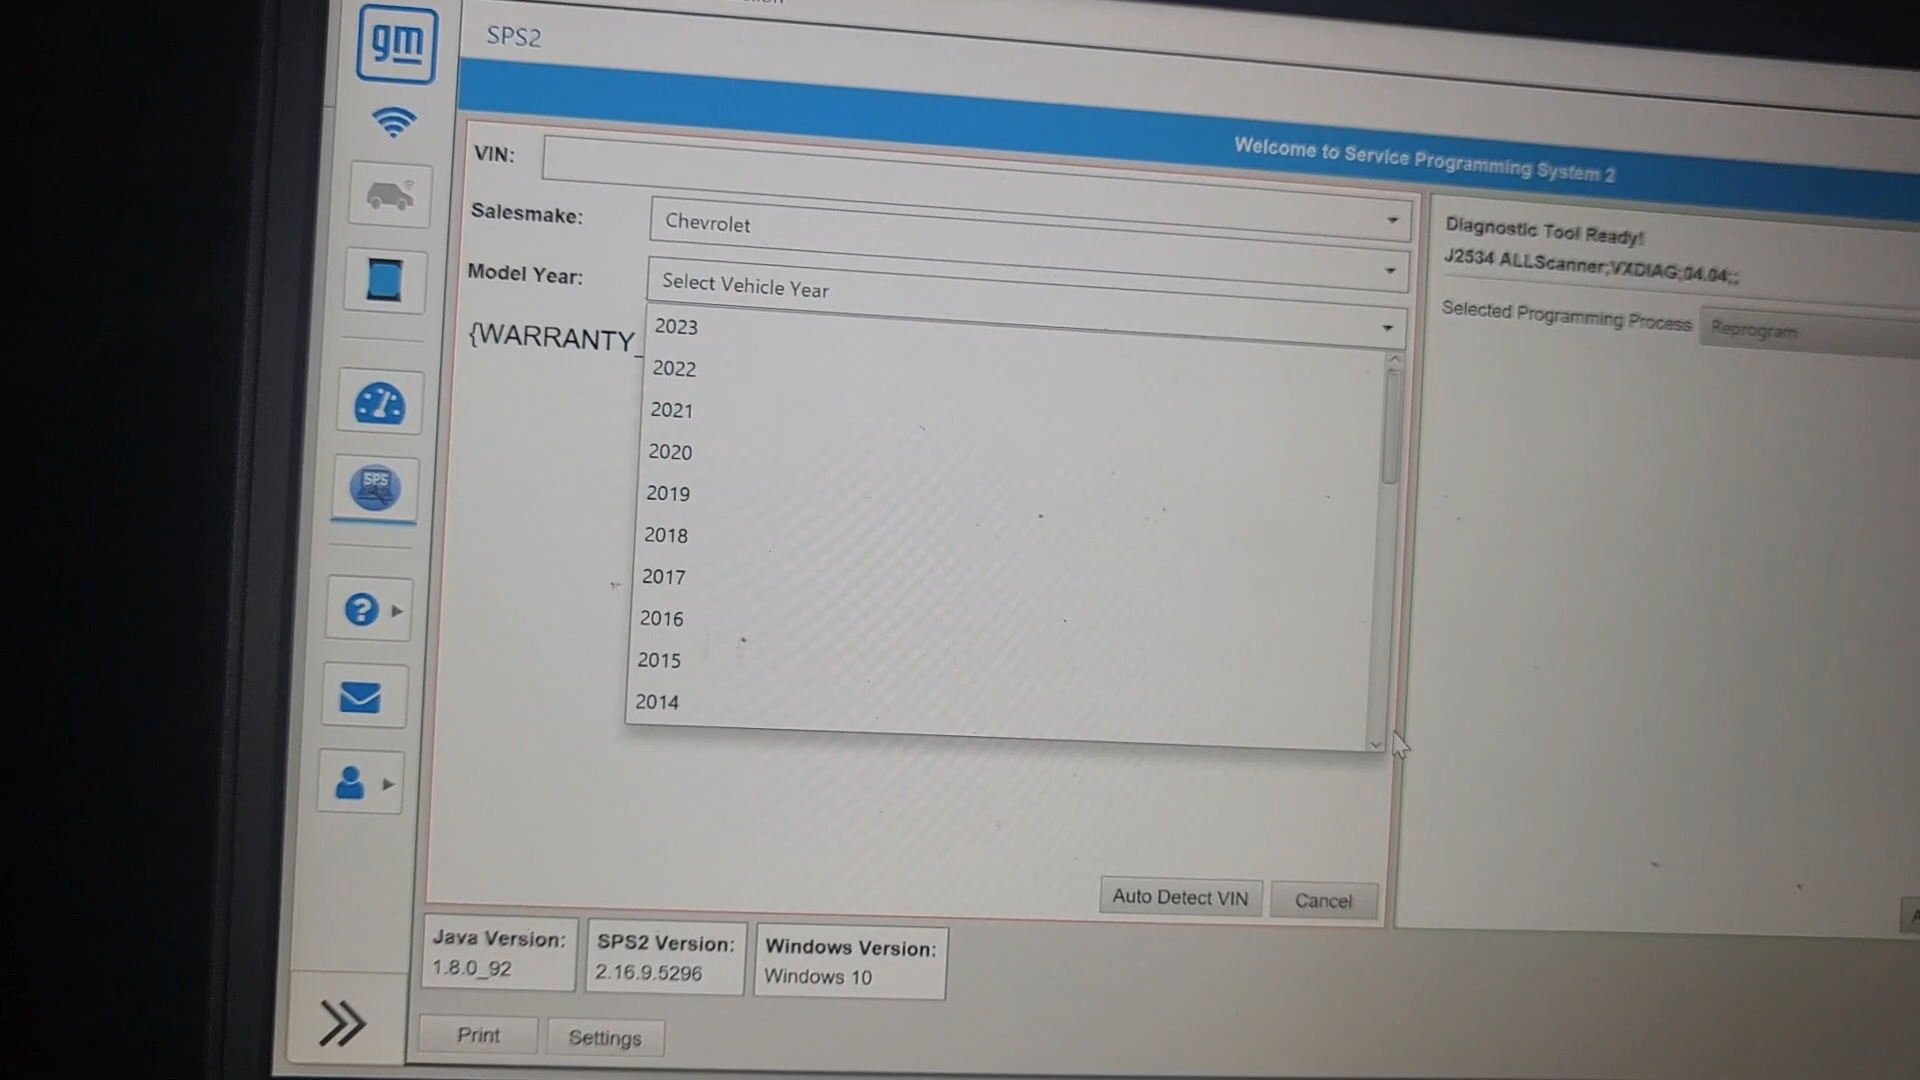 gm
SPS2
Welcome to Service Programming System 2
VIN:
Salesmake:
Chevrolet
Model Year:
Select Vehicle Year
{WARRANTY_
2023
2022
2021
2020
2019
2018
2017
2016
2015
2014
Auto Detect VIN
Cancel
Diagnostic Tool Ready!
J2534 ALLScanner;VXDIAG;04.04;;
Selected Programming Process
Reprogram
SPS
?
Java Version:
1.8.0_92
SPS2 Version:
2.16.9.5296
Windows Version:
Windows 10
Print
Settings